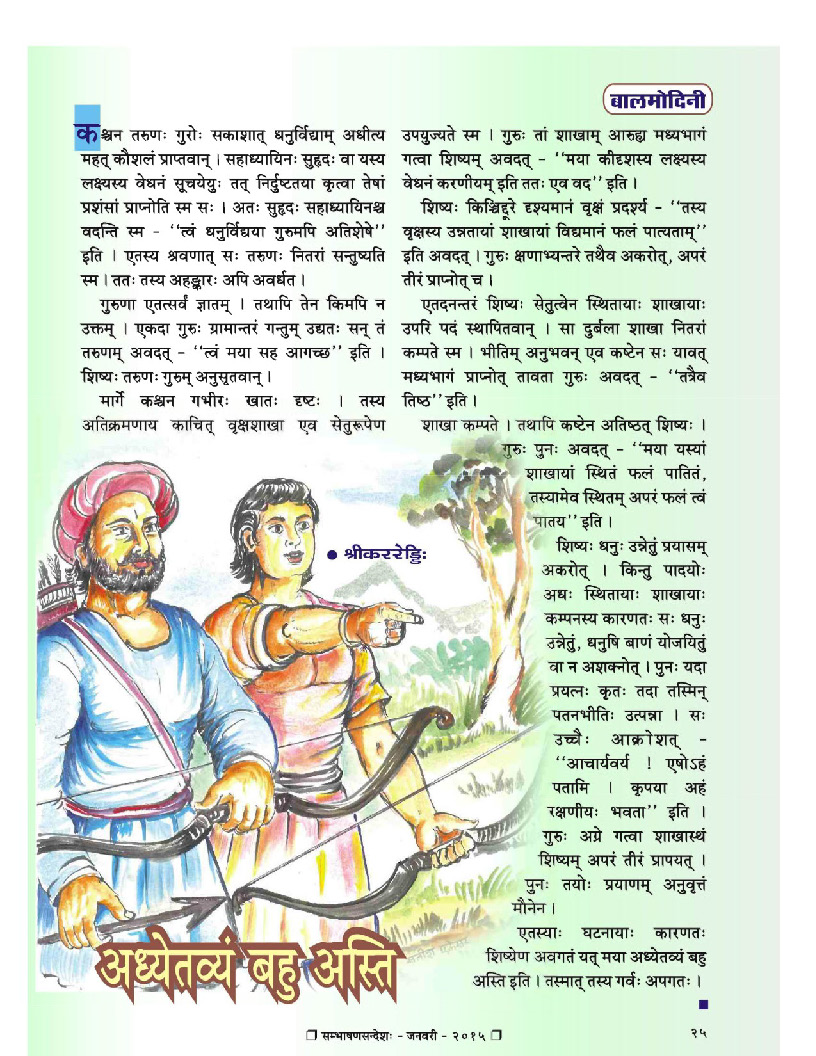 बालमोदिनी
कश्चन तरुणः गुरोः सकाशात् धनुर्विद्याम् अधीत्य
महत् कौशलं प्राप्तवान् । सहाध्यायिनः सुहृदः वा यस्य
लक्ष्यस्य वेधनं सूचयेयुः तत् निर्दुष्टतया कृत्वा तेषां
प्रशंसां प्राप्नोति स्म सः । अतः सुहृदः सहाध्यायिनश्च
वदन्ति स्म - ‘‘त्वं धनुर्विद्यया गुरुमपि अतिशेषे’’
इति । एतस्य श्रवणात् सः तरुणः नितरां सन्तुष्यति
स्म । ततः तस्य अहङ्कारः अपि अवर्धत ।
गुरुणा एतत्सर्वं ज्ञातम् । तथापि तेन किमपि न
उक्तम् । एकदा गुरुः ग्रामान्तरं गन्तुम् उद्यतः सन् तं
तरुणम् अवदत् - ‘‘त्वं मया सह आगच्छ’’ इति ।
शिष्यः तरुणः गुरुम् अनुसृतवान् ।
मार्गे कश्चन गभीरः खातः दृष्टः । तस्य
अतिक्रमणाय काचित् वृक्षशाखा एव सेतुरूपेण
उपयुज्यते स्म । गुरुः तां शाखाम् आरुह्य मध्यभागं
गत्वा शिष्यम् अवदत् - ‘‘मया कीदृशस्य लक्ष्यस्य
वेधनं करणीयम् इति ततः एव वद’’ इति ।
शिष्यः किञ्चिद्दूरे दृश्यमानं वृक्षं प्रदर्श्य - ‘‘तस्य
वृक्षस्य उन्नतायां शाखायां विद्यमानं फलं पात्यताम्’’
इति अवदत् । गुरुः क्षणाभ्यन्तरे तथैव अकरोत्, अपरं
तीरं प्राप्नोत् च ।
एतदनन्तरं शिष्यः सेतुत्वेन स्थितायाः शाखायाः
उपरि पदं स्थापितवान् । सा दुर्बला शाखा नितरां
कम्पते स्म । भीतिम् अनुभवन् एव कष्टेन सः यावत्
मध्यभागं प्राप्नोत् तावता गुरुः अवदत् - ‘‘तत्रैव
तिष्ठ’’ इति ।
शाखा कम्पते । तथापि कष्टेन अतिष्ठत् शिष्यः ।
गुरुः पुनः अवदत् - ‘‘मया यस्यां
शाखायां स्थितं फलं पातितं,
तस्यामेव स्थितम् अपरं फलं त्वं
पातय’’ इति ।
शिष्यः धनुः उन्नेतुं प्रयासम्
अकरोत् । किन्तु पादयोः
अधः स्थितायाः शाखायाः
कम्पनस्य कारणतः सः धनुः
उन्नेतुं, धनुषि बाणं योजयितुं
वा न अशक्नोत् । पुनः यदा
प्रयत्नः कृतः तदा तस्मिन्
पतनभीतिः उत्पन्ना । सः
उच्चैः आक्रोशत् -
‘‘आचार्यवर्य ! एषोऽहं
पतामि । कृपया अहं
रक्षणीयः भवता’’ इति ।
गुरुः अग्रे गत्वा शाखास्थं
शिष्यम् अपरं तीरं प्रापयत् ।
पुनः तयोः प्रयाणम् अनुवृत्तं
मौनेन ।
एतस्याः घटनायाः कारणतः
शिष्येण अवगतं यत् मया अध्येतव्यं बहु
अस्ति इति । तस्मात् तस्य गर्वः अपगतः ।
● श्रीकररेड्डिः
अध्येतव्यं बहु अस्ति
❐ सम्भाषणसन्देशः - जनवरी - २०१५ ❐
२५